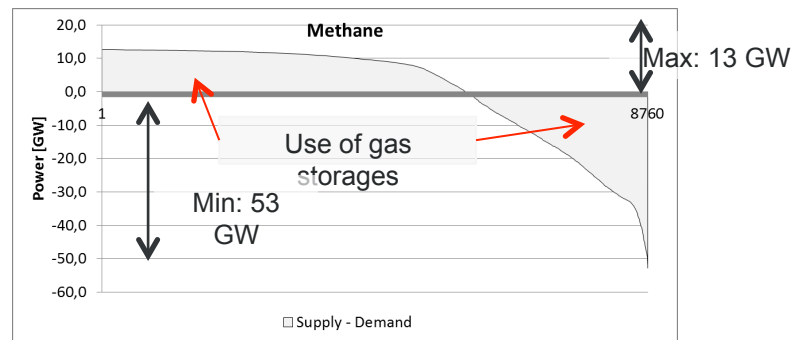 Methane
20,0
10,0
0,0
-10,0
-20,0
-30,0
-40,0
-50,0
-60,0
Power [GW]
1
8760
Max: 13 GW
Use of gas
storages
Min: 53
GW
Supply - Demand